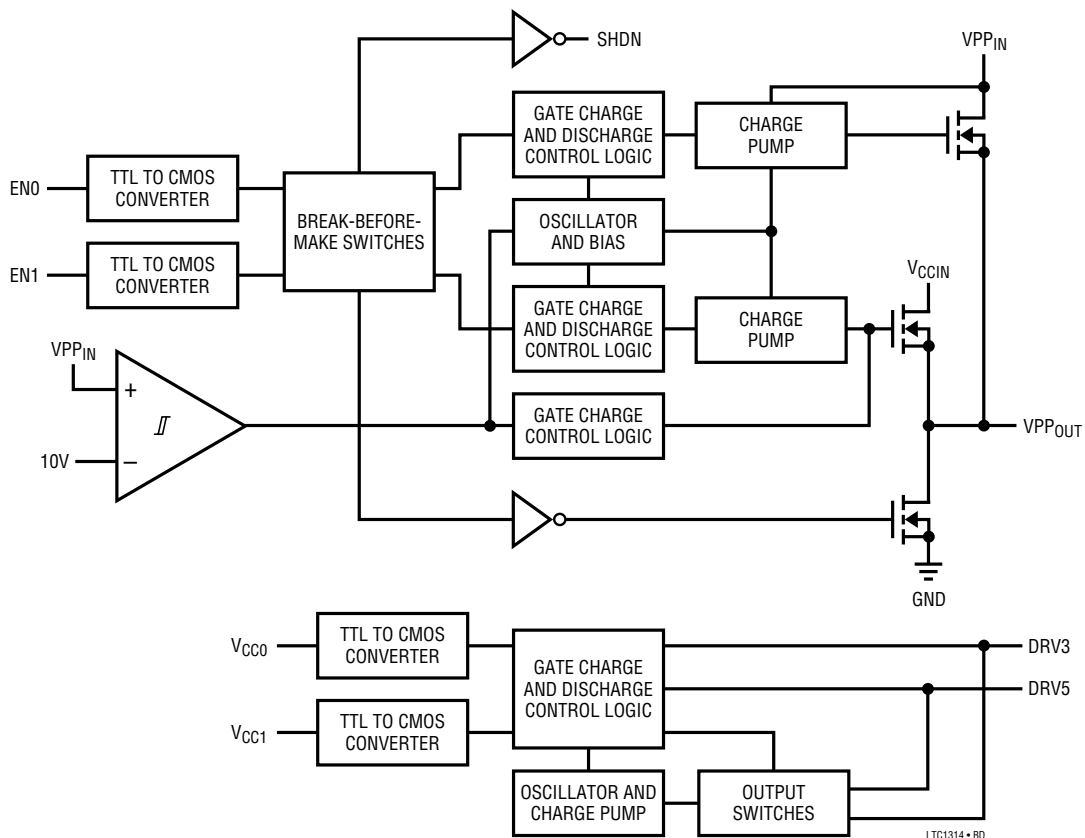 SHDN
VPPIN
GATE CHARGE
AND DISCHARGE
CONTROL LOGIC
CHARGE
PUMP
EN0
TTL TO CMOS
CONVERTER
BREAK-BEFORE-
MAKE SWITCHES
OSCILLATOR
AND BIAS
EN1
TTL TO CMOS
CONVERTER
VCCIN
GATE CHARGE
AND DISCHARGE
CONTROL LOGIC
CHARGE
PUMP
VPPIN
+
10V
–
GATE CHARGE
CONTROL LOGIC
VPPOUT
GND
VCC0
TTL TO CMOS
CONVERTER
GATE CHARGE
AND DISCHARGE
CONTROL LOGIC
DRV3
DRV5
VCC1
TTL TO CMOS
CONVERTER
OSCILLATOR AND
CHARGE PUMP
OUTPUT
SWITCHES
LTC1314 • BD